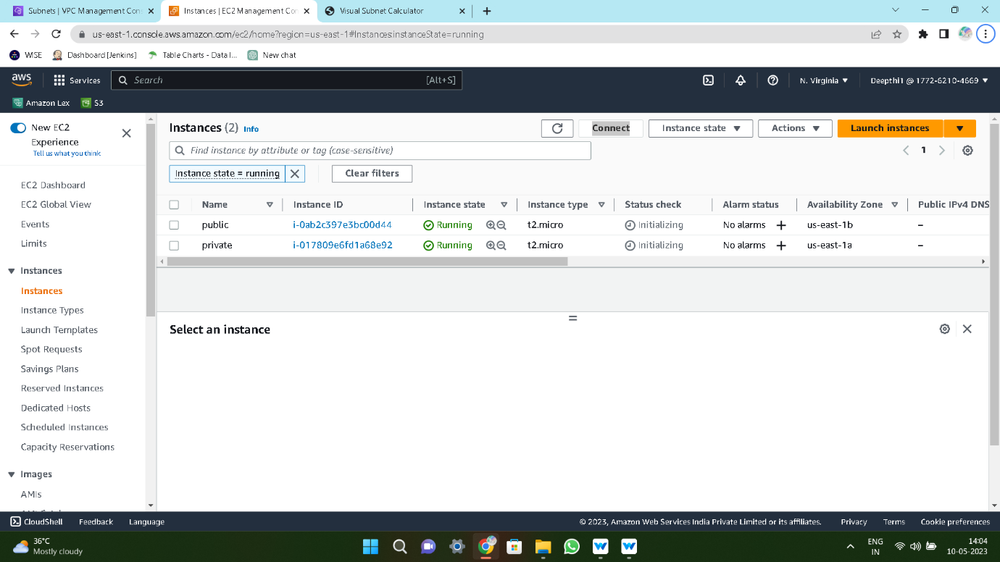 Subnets | VPC Management Con
Instances | EC2 Management Con
Visual Subnet Calculator
us-east-1.console.aws.amazon.com/ec2/home?region=us-east-1#Instances:instanceState=running
WISE
Dashboard [Jenkins]
Table Charts - Data I...
New chat
aws
Services
Search
[Alt+S]
N. Virginia
Deepthi1 @ 1772-6210-4669
Amazon Lex
S3
New EC2
Experience
Tell us what you think
EC2 Dashboard
EC2 Global View
Events
Limits
Instances
Instances
Instance Types
Launch Templates
Spot Requests
Savings Plans
Reserved Instances
Dedicated Hosts
Scheduled Instances
Capacity Reservations
Images
AMIs
Instances (2) Info
Connect
Instance state
Actions
Launch instances
Find instance by attribute or tag (case-sensitive)
1
Instance state = running
Clear filters
Name Instance ID Instance state Instance type Status check Alarm status Availability Zone Public IPv4 DNS
public i-0ab2c397e3bc00d44 Running t2.micro Initializing No alarms + us-east-1b –
private i-017809e6fd1a68e92 Running t2.micro Initializing No alarms + us-east-1a –
Select an instance
CloudShell Feedback Language
© 2023, Amazon Web Services India Private Limited or its affiliates. Privacy Terms Cookie preferences
36°C
Mostly cloudy
ENG
IN
14:04
10-05-2023